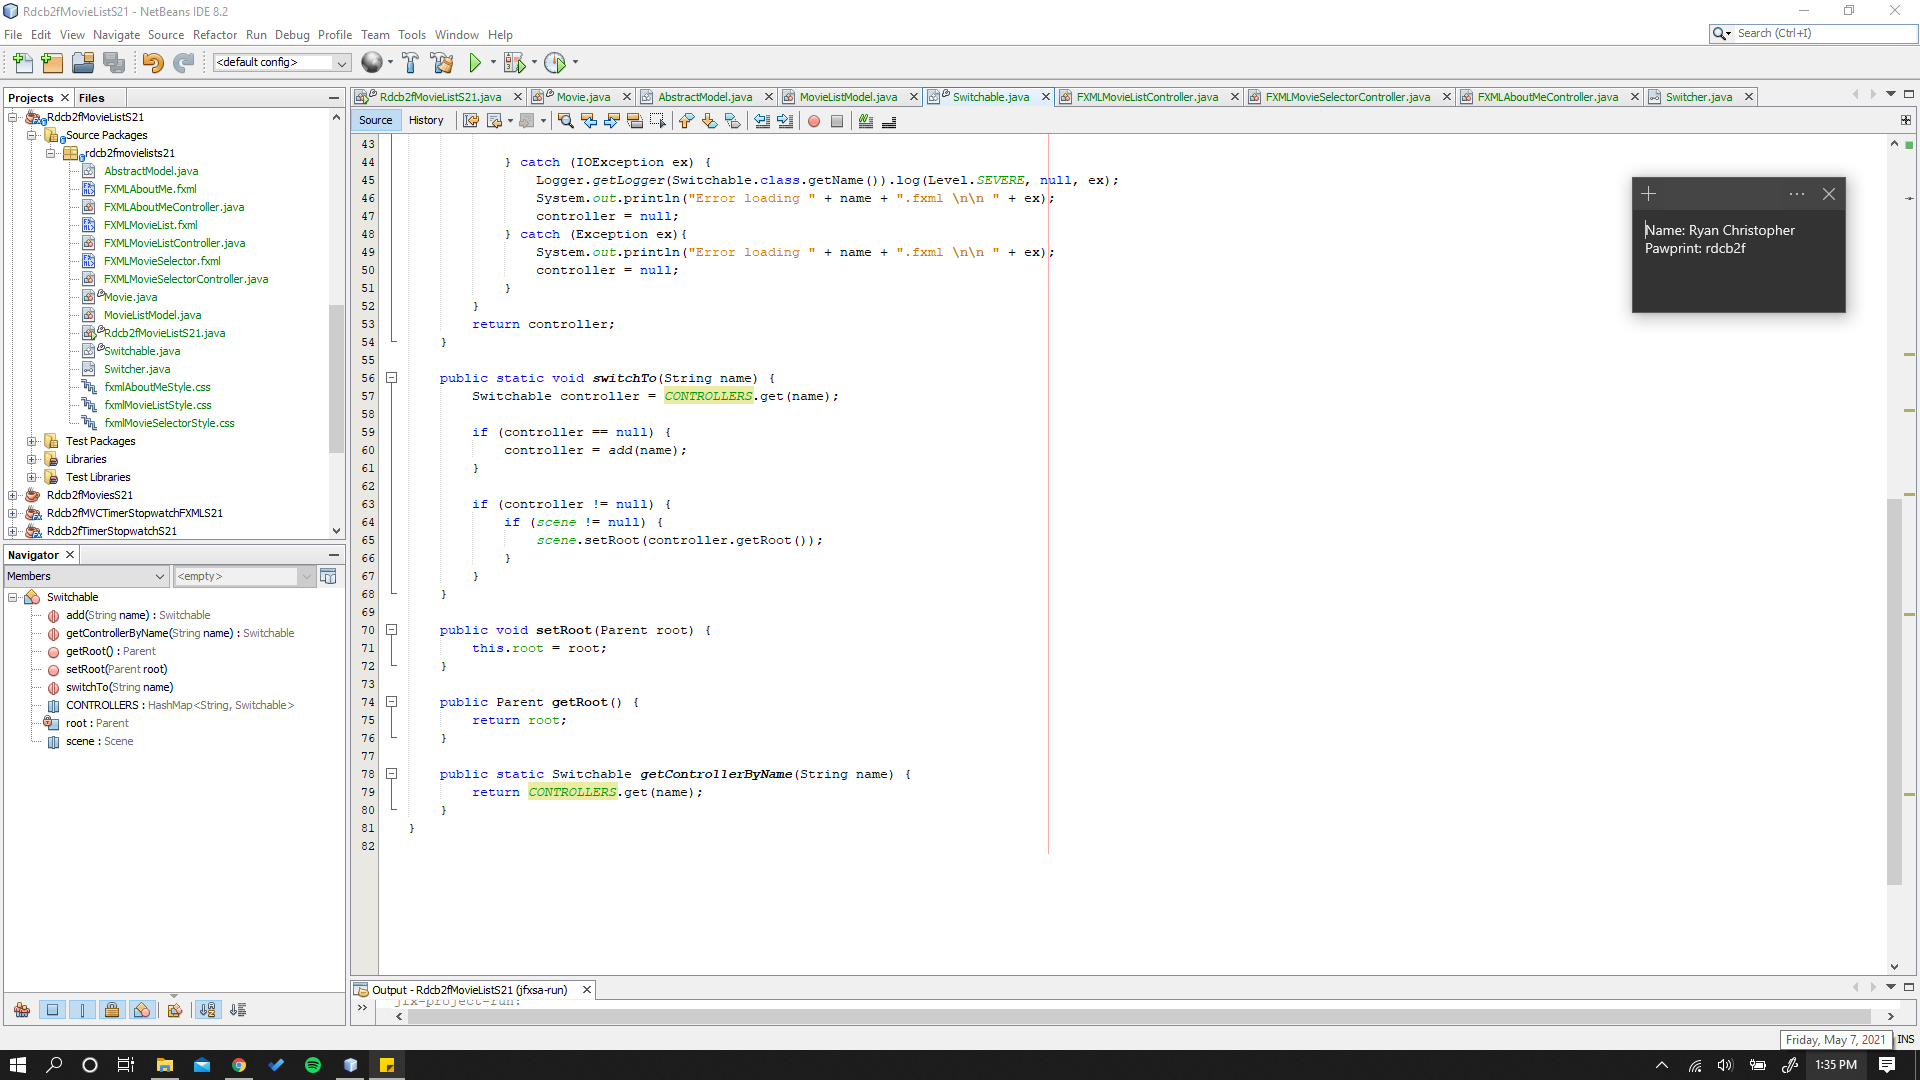 Rdcb2fMovieListS21 - NetBeans IDE 8.2
File Edit View Navigate Source Refactor Run Debug Profile Team Tools Window Help
Search (Ctrl+I)
<default config>
Projects Files
Rdcb2fMovieListS21
Source Packages
rdcb2fmovielists21
AbstractModel.java
FXMLAboutMe.fxml
FXMLAboutMeController.java
FXMLMovieList.fxml
FXMLMovieListController.java
FXMLMovieSelector.fxml
FXMLMovieSelectorController.java
Movie.java
MovieListModel.java
Rdcb2fMovieListS21.java
Switchable.java
Switcher.java
fxmlAboutMeStyle.css
fxmlMovieListStyle.css
fxmlMovieSelectorStyle.css
Test Packages
Libraries
Test Libraries
Rdcb2fMoviesS21
Rdcb2fMVCTimerStopwatchFXMLS21
Rdcb2fTimerStopwatchS21
Navigator
Members
<empty>
Switchable
add(String name) : Switchable
getControllerByName(String name) : Switchable
getRoot() : Parent
setRoot(Parent root)
switchTo(String name)
CONTROLLERS : HashMap<String, Switchable>
root : Parent
scene : Scene
Rdcb2fMovieListS21.java Movie.java AbstractModel.java MovieListModel.java Switchable.java FXMLMovieListController.java FXMLMovieSelectorController.java FXMLAboutMeController.java Switcher.java
Source History
43
44 } catch (IOException ex) {
45 Logger.getLogger(Switchable.class.getName()).log(Level.SEVERE, null, ex);
46 System.out.println("Error loading " + name + ".fxml \n\n " + ex);
47 controller = null;
48 } catch (Exception ex){
49 System.out.println("Error loading " + name + ".fxml \n\n " + ex);
50 controller = null;
51 }
52 }
53 return controller;
54 }
55
56 public static void switchTo(String name) {
57 Switchable controller = CONTROLLERS.get(name);
58
59 if (controller == null) {
60 controller = add(name);
61 }
62
63 if (controller != null) {
64 if (scene != null) {
65 scene.setRoot(controller.getRoot());
66 }
67 }
68 }
69
70 public void setRoot(Parent root) {
71 this.root = root;
72 }
73
74 public Parent getRoot() {
75 return root;
76 }
77
78 public static Switchable getControllerByName(String name) {
79 return CONTROLLERS.get(name);
80 }
81 }
82
Name: Ryan Christopher
Pawprint: rdcb2f
Output - Rdcb2fMovieListS21 (jfxsa-run)
jfx-project-run:
Friday, May 7, 2021
INS
1:35 PM